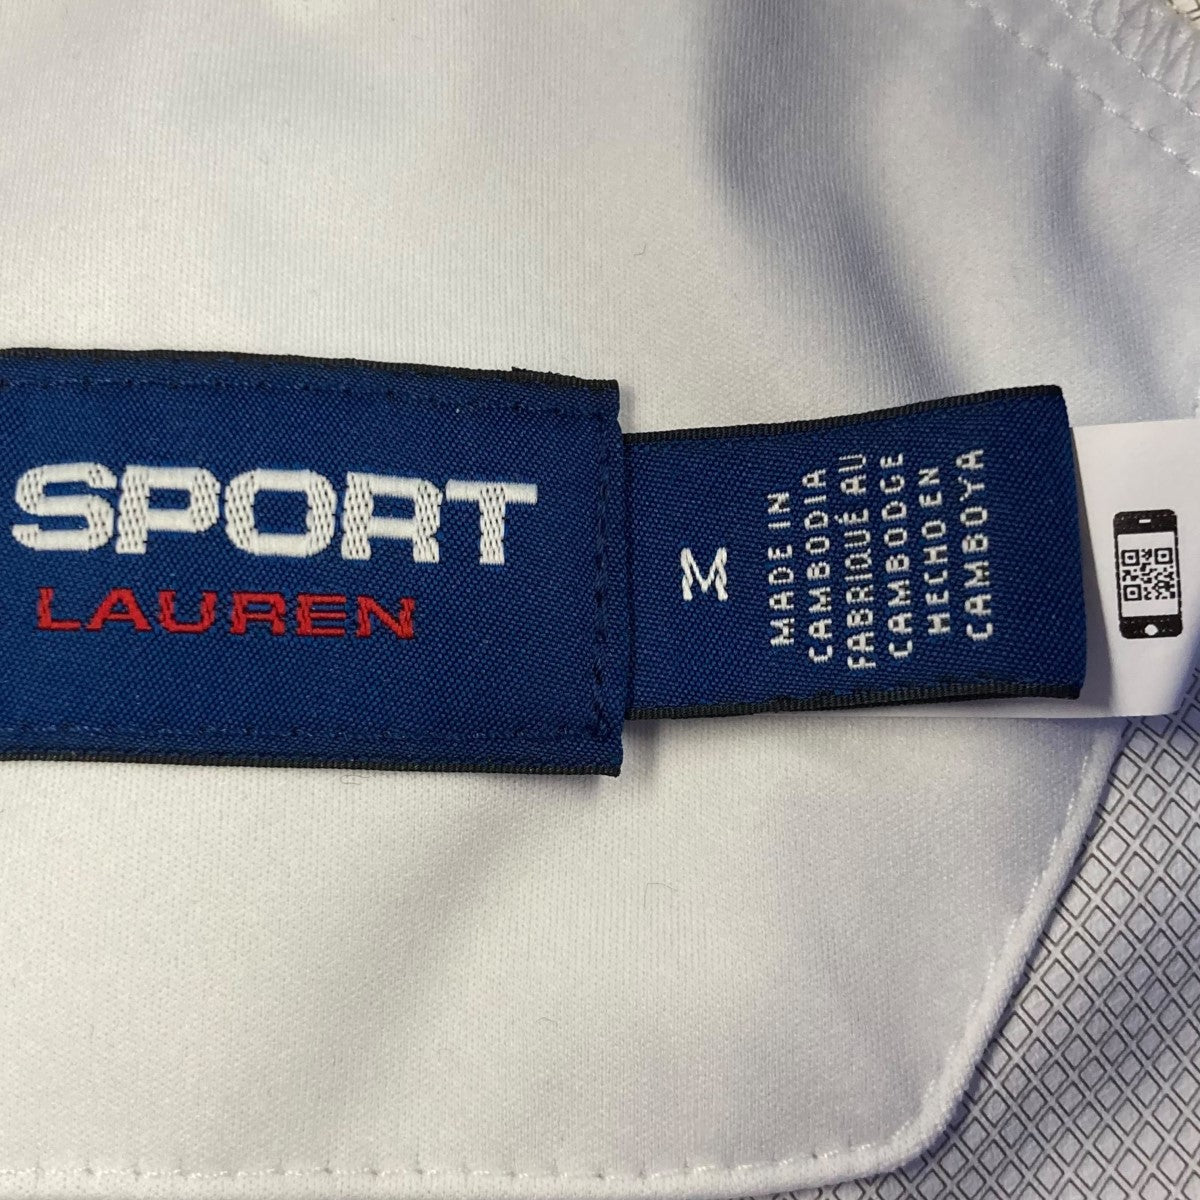 SPORT
LAUREN
M
MADE IN
CAMBODIA
FABRIQUÉ AU
CAMBODGE
HECHO EN
CAMBOYA